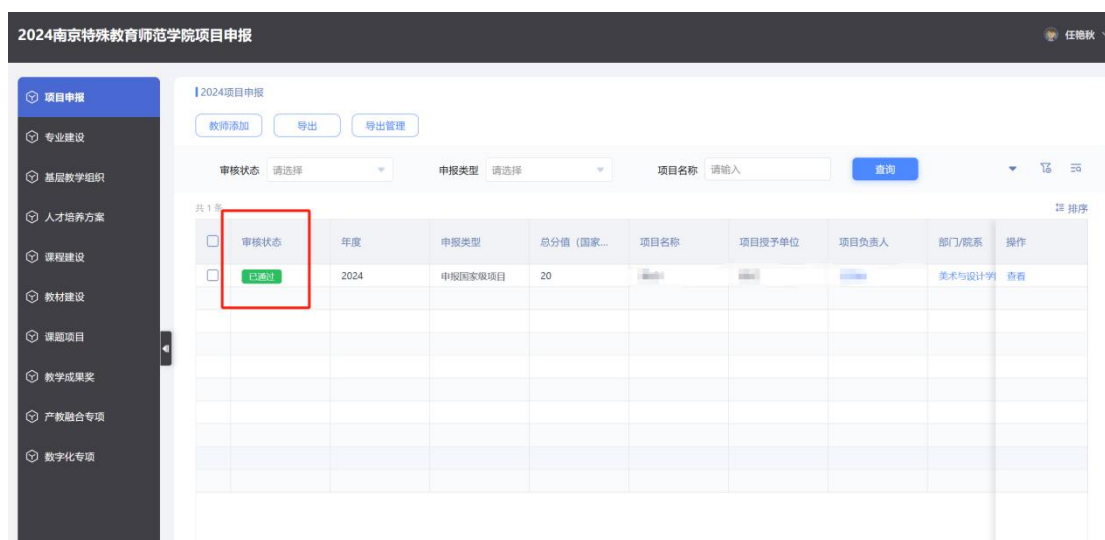 2024南京特殊教育师范学院项目申报
任艳秋
项目申报
专业建设
基层教学组织
人才培养方案
课程建设
教材建设
课题项目
教学成果奖
产教融合专项
数字化专项
2024项目申报
教师添加 导出 导出管理
审核状态 请选择 申报类型 请选择 项目名称 请输入 查询
共 1 条
排序
审核状态 年度 申报类型 总分值（国家... 项目名称 项目授予单位 项目负责人 部门/院系 操作
已通过 2024 申报国家级项目 20 美术与设计学 查看